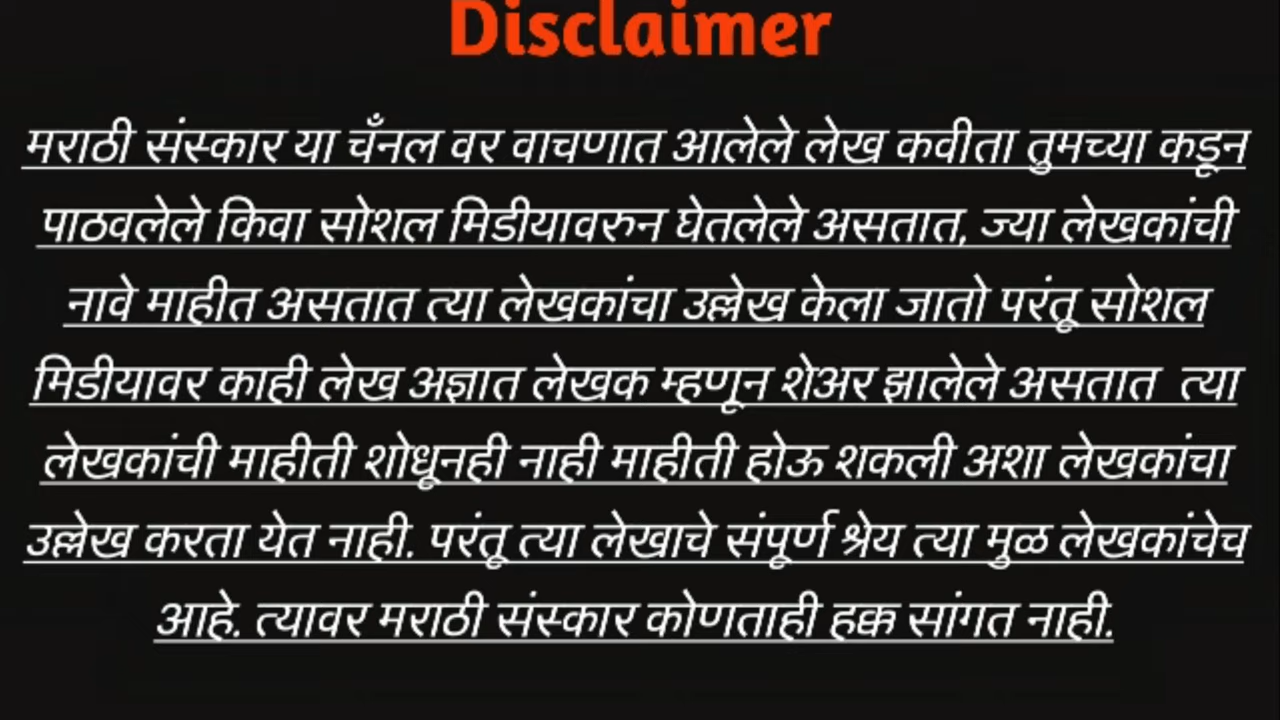 Disclaimer
मराठी संस्कार या चँनल वर वाचणात आलेले लेख कवीता तुमच्या कडून
पाठवलेले किवा सोशल मिडीयावरुन घेतलेले असतात, ज्या लेखकांची
नावे माहीत असतात त्या लेखकांचा उल्लेख केला जातो परंतू सोशल
मिडीयावर काही लेख अज्ञात लेखक म्हणून शेअर झालेले असतात त्या
लेखकांची माहीती शोधूनही नाही माहीती होऊ शकली अशा लेखकांचा
उल्लेख करता येत नाही. परंतू त्या लेखाचे संपूर्ण श्रेय त्या मुळ लेखकांचेच
आहे. त्यावर मराठी संस्कार कोणताही हक्क सांगत नाही.